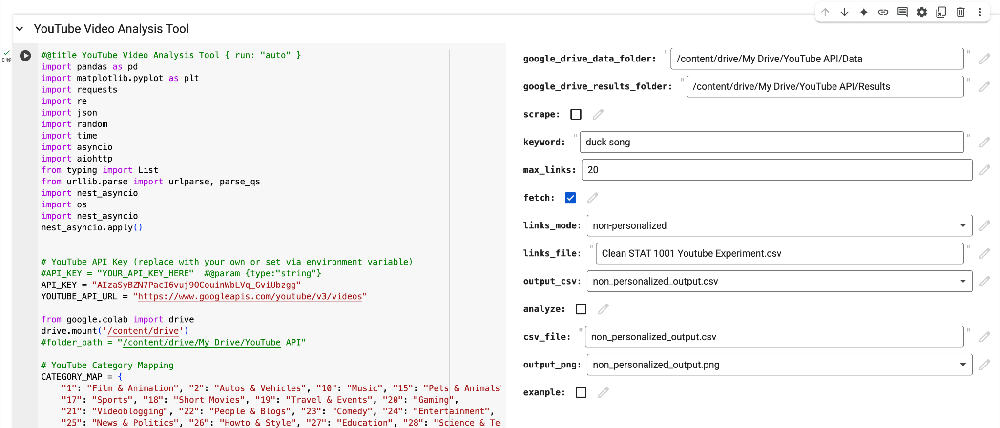 YouTube Video Analysis Tool
0 秒
#@title YouTube Video Analysis Tool { run: "auto" }
import pandas as pd
import matplotlib.pyplot as plt
import requests
import re
import json
import random
import time
import asyncio
import aiohttp
from typing import List
from urllib.parse import urlparse, parse_qs
import nest_asyncio
import os
import nest_asyncio
nest_asyncio.apply()
# YouTube API Key (replace with your own or set via environment variable)
#API_KEY = "YOUR_API_KEY_HERE"  #@param {type:"string"}
API_KEY = "AIzaSyBZN7PacI6vuj9OCouinWbLVq_GviUbzgg"
YOUTUBE_API_URL = "https://www.googleapis.com/youtube/v3/videos"
from google.colab import drive
drive.mount('/content/drive')
#folder_path = "/content/drive/My Drive/YouTube API"
# YouTube Category Mapping
CATEGORY_MAP = {
"1": "Film & Animation", "2": "Autos & Vehicles", "10": "Music", "15": "Pets & Animals"
"17": "Sports", "18": "Short Movies", "19": "Travel & Events", "20": "Gaming",
"21": "Videoblogging", "22": "People & Blogs", "23": "Comedy", "24": "Entertainment",
"25": "News & Politics", "26": "Howto & Style", "27": "Education", "28": "Science & Te
google_drive_data_folder: "/content/drive/My Drive/YouTube API/Data"
google_drive_results_folder: "/content/drive/My Drive/YouTube API/Results"
scrape:
keyword: "duck song"
max_links: 20
fetch:
links_mode: non-personalized
links_file: "Clean STAT 1001 Youtube Experiment.csv"
output_csv: non_personalized_output.csv
analyze:
csv_file: "non_personalized_output.csv"
output_png: non_personalized_output.png
example: